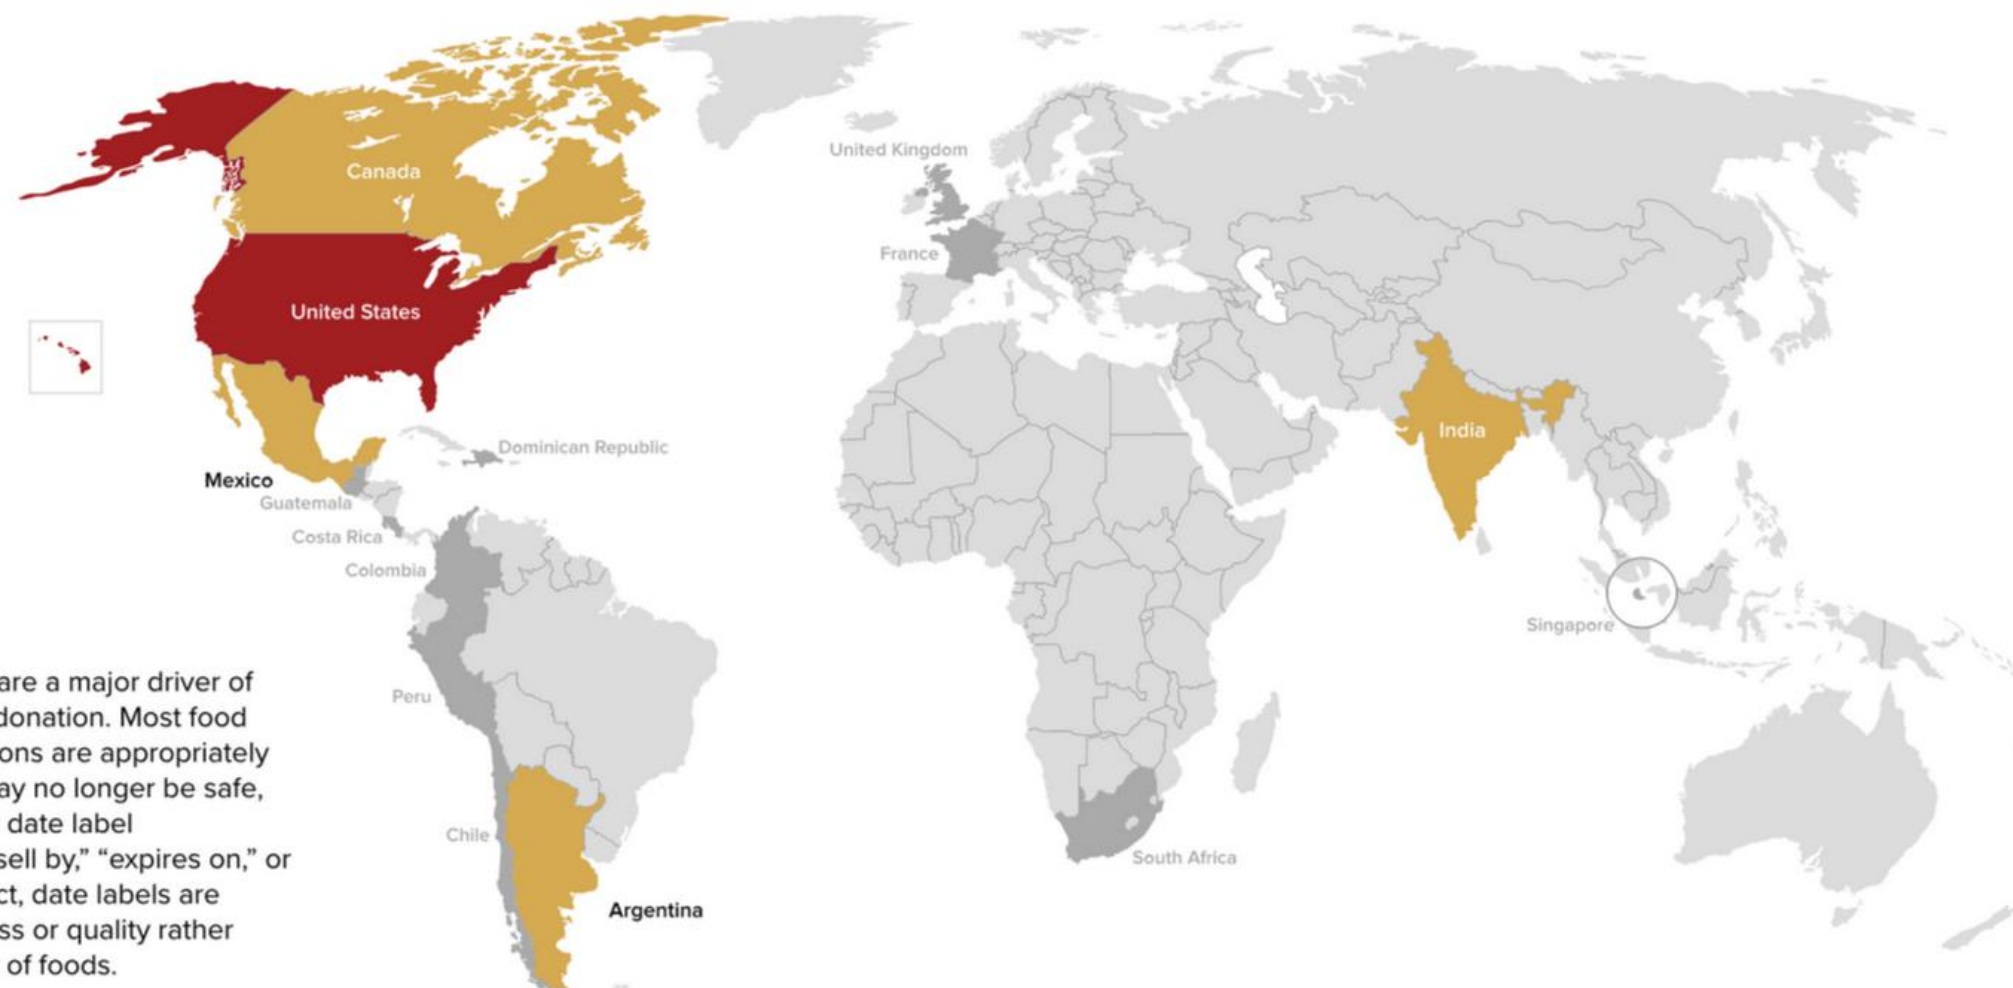 Canada
United Kingdom
France
United States
India
Dominican Republic
Mexico
Guatemala
Costa Rica
Colombia
Singapore
Peru
Chile
South Africa
Argentina
are a major driver of
donation. Most food
ons are appropriately
ay no longer be safe,
date label
sell by,” “expires on,” or
ct, date labels are
ss or quality rather
of foods.